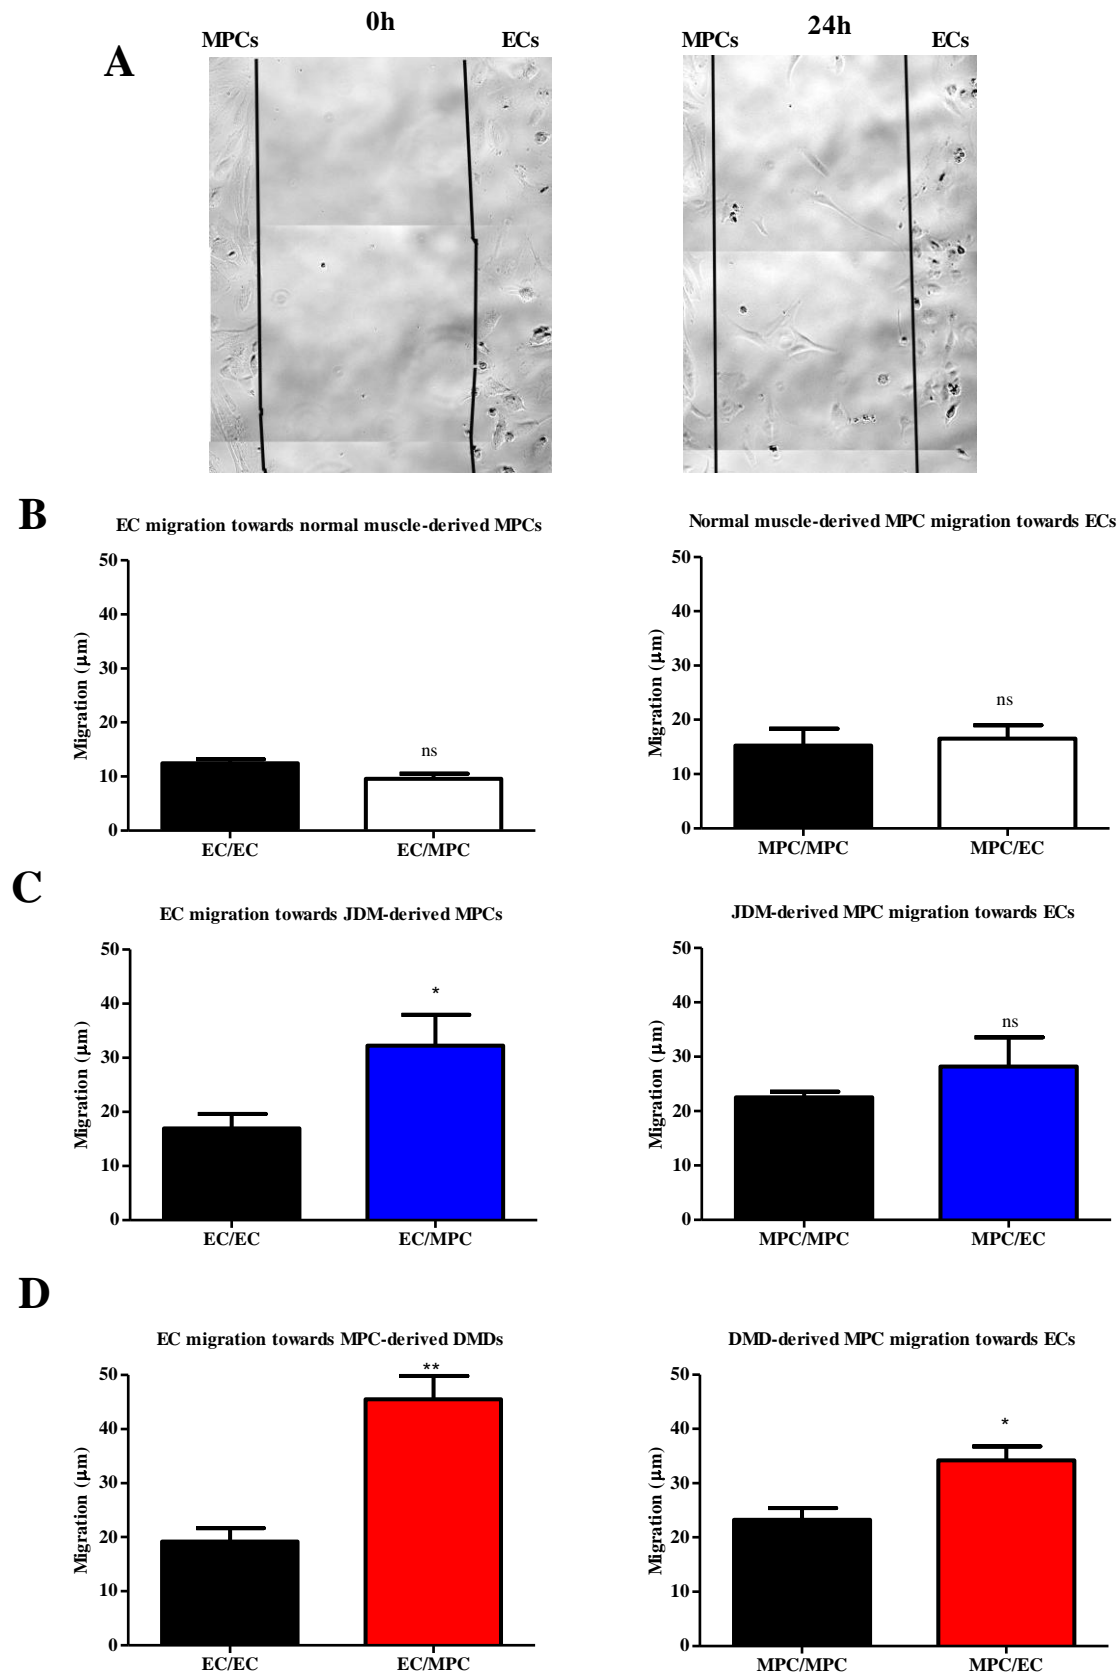 0h
24h
MPCs
ECs
MPCs
ECs
A
B
EC migration towards normal muscle-derived MPCs
Migration (μm)
50
40
30
20
10
0
ns
EC/EC
EC/MPC
Normal muscle-derived MPC migration towards ECs
Migration (μm)
50
40
30
20
10
0
ns
MPC/MPC
MPC/EC
C
EC migration towards JDM-derived MPCs
Migration (μm)
50
40
30
20
10
0
*
EC/EC
EC/MPC
JDM-derived MPC migration towards ECs
Migration (μm)
50
40
30
20
10
0
ns
MPC/MPC
MPC/EC
D
EC migration towards MPC-derived DMDs
Migration (μm)
50
40
30
20
10
0
**
EC/EC
EC/MPC
DMD-derived MPC migration towards ECs
Migration (μm)
50
40
30
20
10
0
*
MPC/MPC
MPC/EC